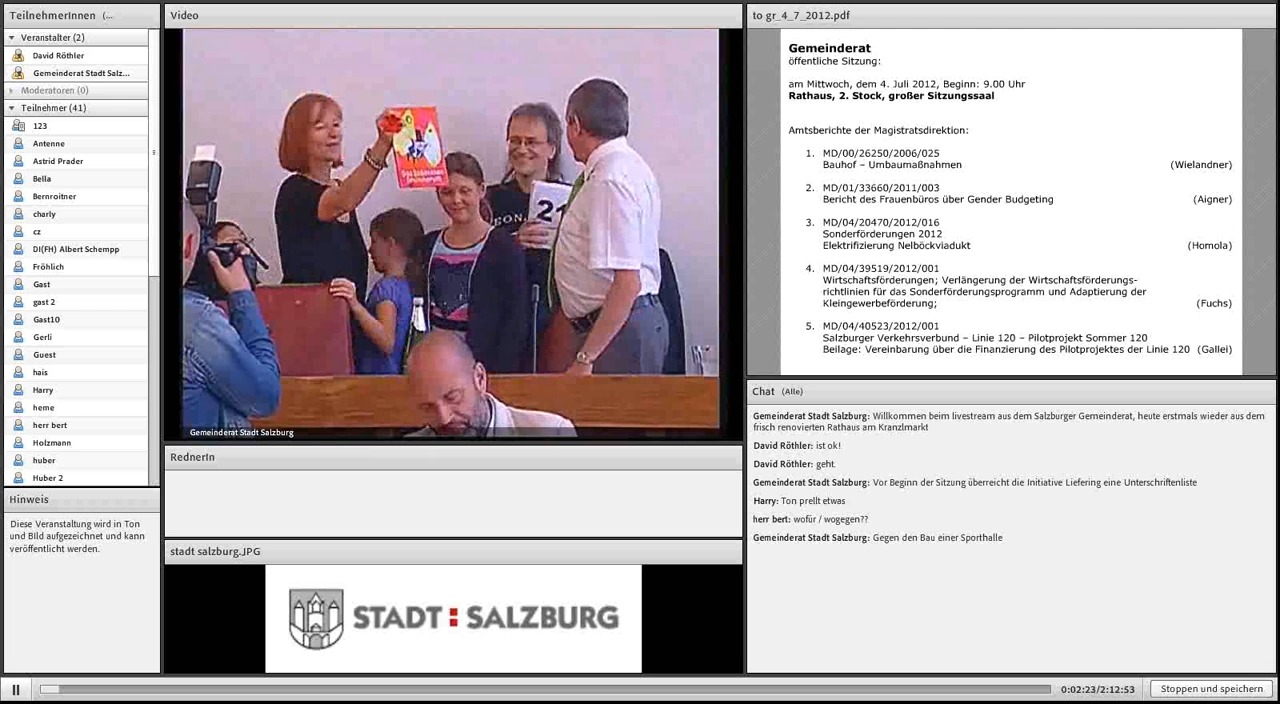 TeilnehmerInnen (...
Veranstalter (2)
David Röthler
Gemeinderat Stadt Salz...
Moderatoren (0)
Teilnehmer (41)
123
Antenne
Astrid Prader
Bella
Bernroitner
charly
cz
DI(FH) Albert Schempp
Fröhlich
Gast
gast 2
Gast10
Gerli
Guest
hais
Harry
heme
herr bert
Holzmann
huber
Huber 2
Hinweis
Diese Veranstaltung wird in Ton
und Bild aufgezeichnet und kann
veröffentlicht werden.
Video
Gemeinderat Stadt Salzburg
RednerIn
stadt salzburg.JPG
STADT : SALZBURG
to gr_4_7_2012.pdf
Gemeinderat
öffentliche Sitzung:
am Mittwoch, dem 4. Juli 2012, Beginn: 9.00 Uhr
Rathaus, 2. Stock, großer Sitzungssaal
Amtsberichte der Magistratsdirektion:
1. MD/00/26250/2006/025
Bauhof – Umbaumaßnahmen (Wielandner)
2. MD/01/33660/2011/003
Bericht des Frauenbüros über Gender Budgeting (Aigner)
3. MD/04/20470/2012/016
Sonderförderungen 2012
Elektrifizierung Nelböckviadukt (Homola)
4. MD/04/39519/2012/001
Wirtschaftsförderungen; Verlängerung der Wirtschaftsförderungs-
richtlinien für das Sonderförderungsprogramm und Adaptierung der
Kleingewerbeförderung; (Fuchs)
5. MD/04/40523/2012/001
Salzburger Verkehrsverbund – Linie 120 – Pilotprojekt Sommer 120
Beilage: Vereinbarung über die Finanzierung des Pilotprojektes der Linie 120 (Gallei)
Chat (Alle)
Gemeinderat Stadt Salzburg: Willkommen beim livestream aus dem Salzburger Gemeinderat, heute erstmals wieder aus dem
frisch renovierten Rathaus am Kranzlmarkt
David Röthler: ist ok!
David Röthler: geht.
Gemeinderat Stadt Salzburg: Vor Beginn der Sitzung überreicht die Initiative Liefering eine Unterschriftenliste
Harry: Ton prellt etwas
herr bert: wofür / wogegen??
Gemeinderat Stadt Salzburg: Gegen den Bau einer Sporthalle
0:02:23/2:12:53
Stoppen und speichern